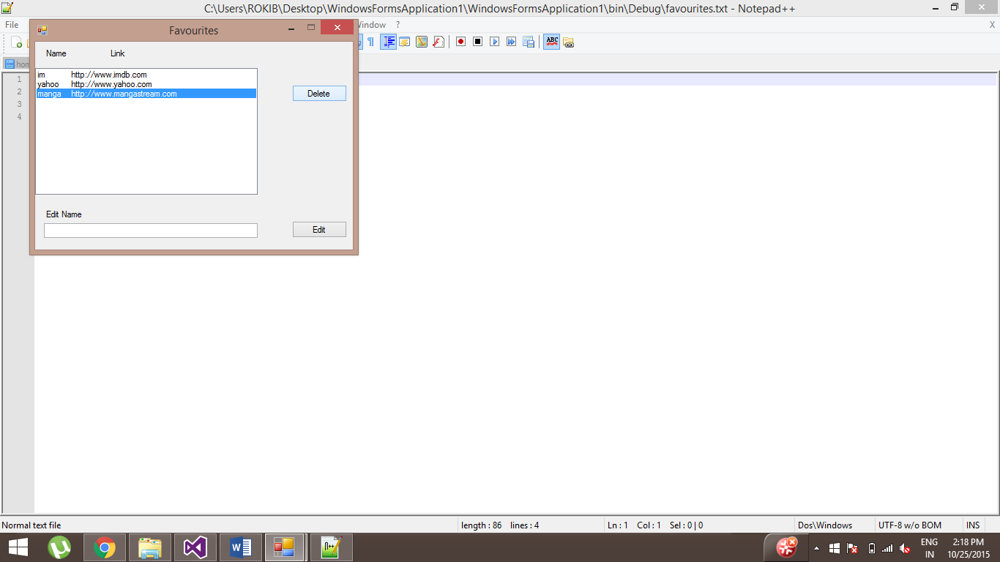 C:\Users\ROKIB\Desktop\WindowsFormsApplication1\WindowsFormsApplication1\bin\Debug\favourites.txt - Notepad++
File
?
X
Favourites
Name Link
im http://www.imdb.com
yahoo http://www.yahoo.com
manga http://www.mangastream.com
Delete
Edit Name
Edit
ABC
1
2
3
4
Normal text file
length : 86 lines : 4
Ln : 1 Col : 1 Sel : 0 | 0
Dos\Windows
UTF-8 w/o BOM
INS
ENG
IN
2:18 PM
10/25/2015